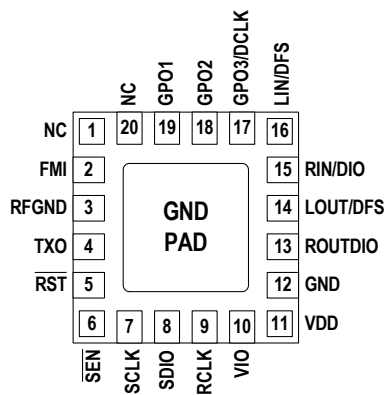 NC
GPO1
GPO2
GPO3/DCLK
LIN/DFS
20
19
18
17
16
NC
1
FMI
2
RFGND
3
TXO
4
RST
5
6
SEN
GND
PAD
15
RIN/DIO
14
LOUT/DFS
13
ROUTDIO
12
GND
11
VDD
7
8
9
10
SCLK
SDIO
RCLK
VIO